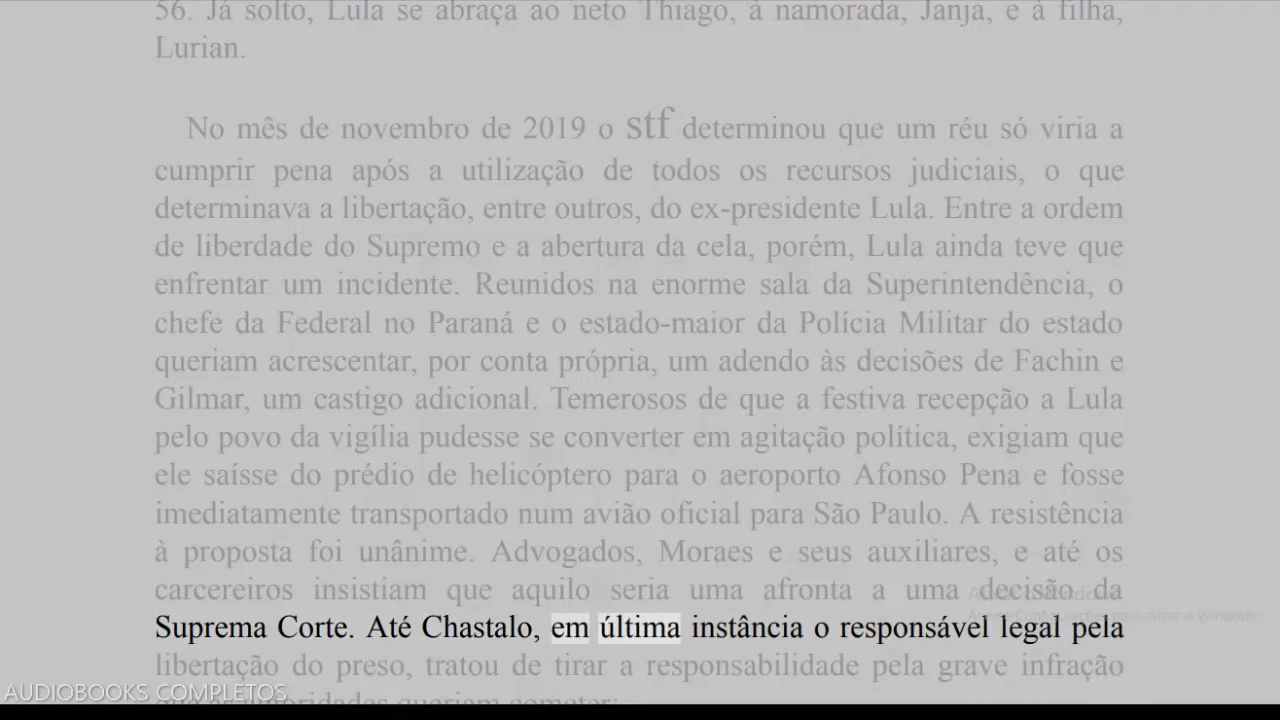 56. Já solto, Lula se abraça ao neto Thiago, à namorada, Janja, e à filha,
Lurian.
No mês de novembro de 2019 o stf determinou que um réu só viria a
cumprir pena após a utilização de todos os recursos judiciais, o que
determinava a libertação, entre outros, do ex-presidente Lula. Entre a ordem
de liberdade do Supremo e a abertura da cela, porém, Lula ainda teve que
enfrentar um incidente. Reunidos na enorme sala da Superintendência, o
chefe da Federal no Paraná e o estado-maior da Polícia Militar do estado
queriam acrescentar, por conta própria, um adendo às decisões de Fachin e
Gilmar, um castigo adicional. Temerosos de que a festiva recepção a Lula
pelo povo da vigília pudesse se converter em agitação política, exigiam que
ele saísse do prédio de helicóptero para o aeroporto Afonso Pena e fosse
imediatamente transportado num avião oficial para São Paulo. A resistência
à proposta foi unânime. Advogados, Moraes e seus auxiliares, e até os
carcereiros insistiam que aquilo seria uma afronta a uma decisão da
Suprema Corte. Até Chastalo, em última instância o responsável legal pela
libertação do preso, tratou de tirar a responsabilidade pela grave infração
autoridades queriam cometer:
AUDIOBOOKS COMPLETOS